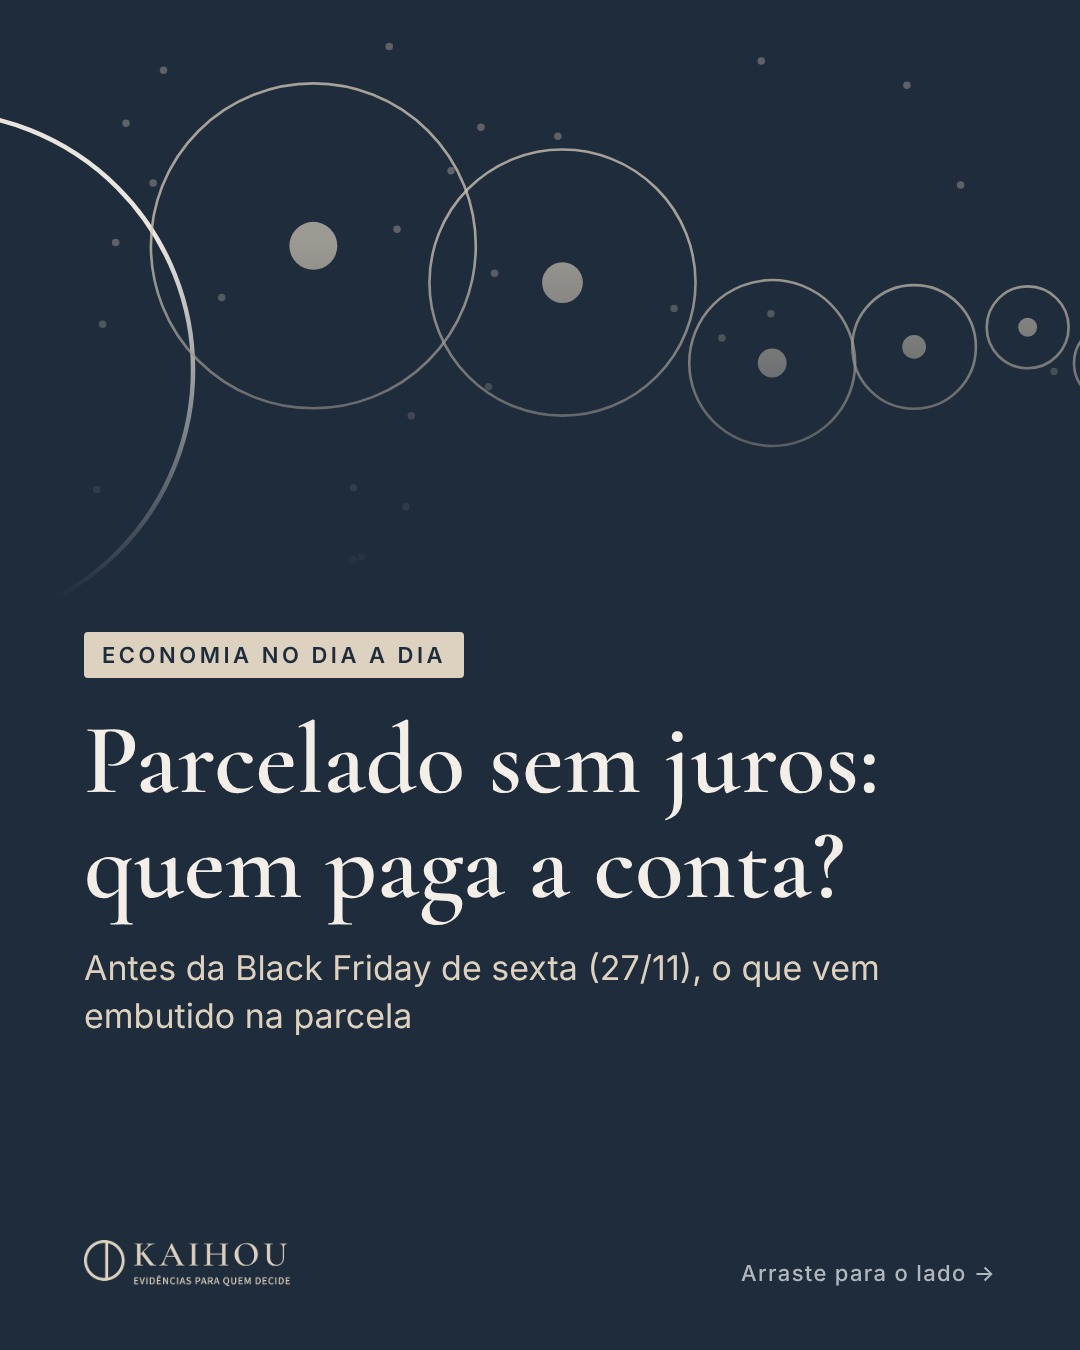 ECONOMIA NO DIA A DIA
Parcelado sem juros:
quem paga a conta?
Antes da Black Friday de sexta (27/11), o que vem
embutido na parcela
KAIHOU
EVIDÊNCIAS PARA QUEM DECIDE
Arraste para o lado →